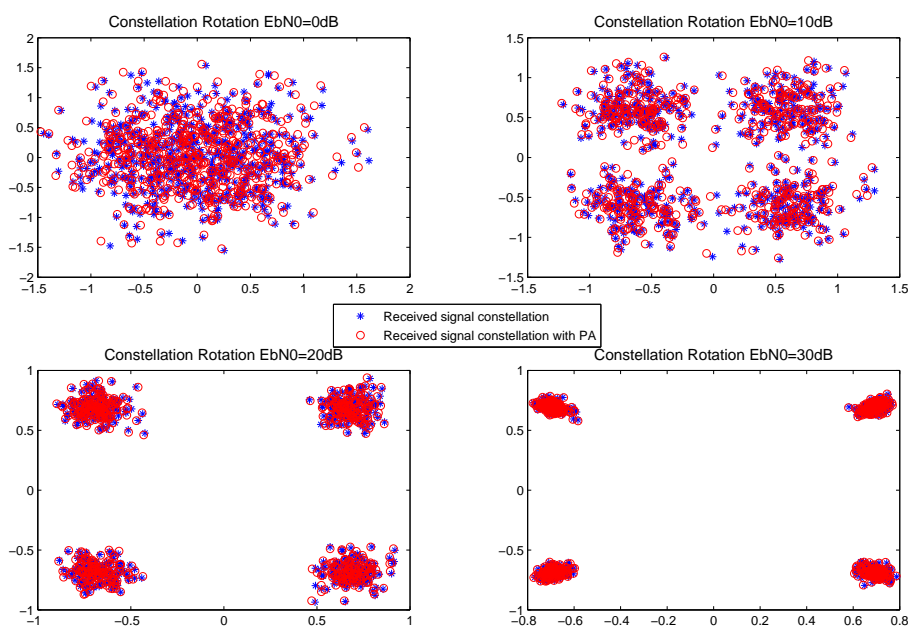 Constellation Rotation EbN0=0dB
2
1.5
1
0.5
0
−0.5
−1
−1.5
2
−1.5 −1 −0.5 0 0.5 1 1.5 2
Constellation Rotation EbN0=10dB
1.5
1
0.5
0
−0.5
−1
−1.5
−1.5 −1 −0.5 0 0.5 1 1.5
Received signal constellation
Received signal constellation with PA
Constellation Rotation EbN0=20dB
1
0.5
0
−0.5
−1
−1 −0.5 0 0.5 1
Constellation Rotation EbN0=30dB
1
0.5
0
−0.5
−1
−0.8 −0.6 −0.4 −0.2 0 0.2 0.4 0.6 0.8